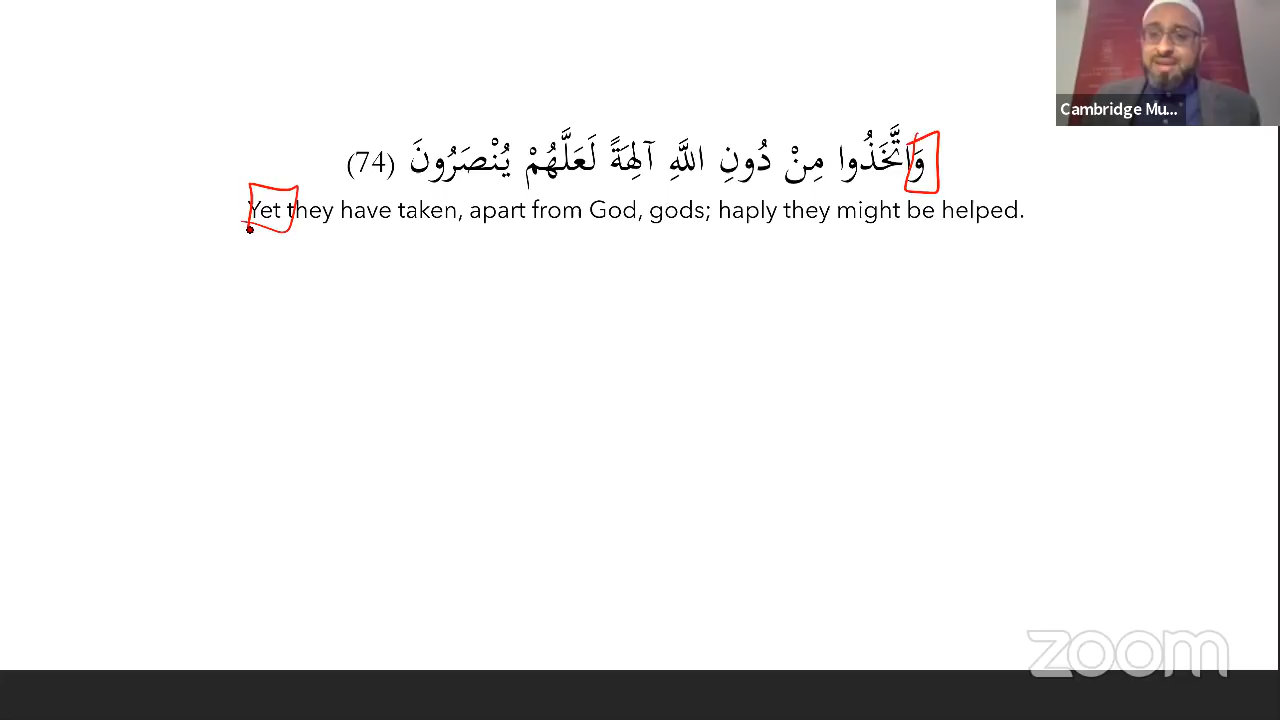 Cambridge Mu...
وَاتَّخَذُوا مِنْ دُونِ اللَّهِ آلِهَةً لَعَلَّهُمْ يُنْصَرُونَ (74)
Yet they have taken, apart from God, gods; haply they might be helped.
zoom